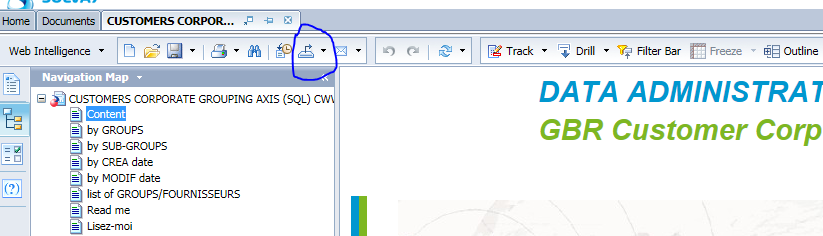 Home Documents CUSTOMERS CORPOR...
Web Intelligence Track Drill Filter Bar Freeze Outline
Navigation Map
CUSTOMERS CORPORATE GROUPING AXIS (SQL)
Content
by GROUPS
by SUB-GROUPS
by CREA date
by MODIF date
list of GROUPS/FOURNISSEURS
Read me
Lisez-moi
DATA ADMINISTRAT
GBR Customer Corp